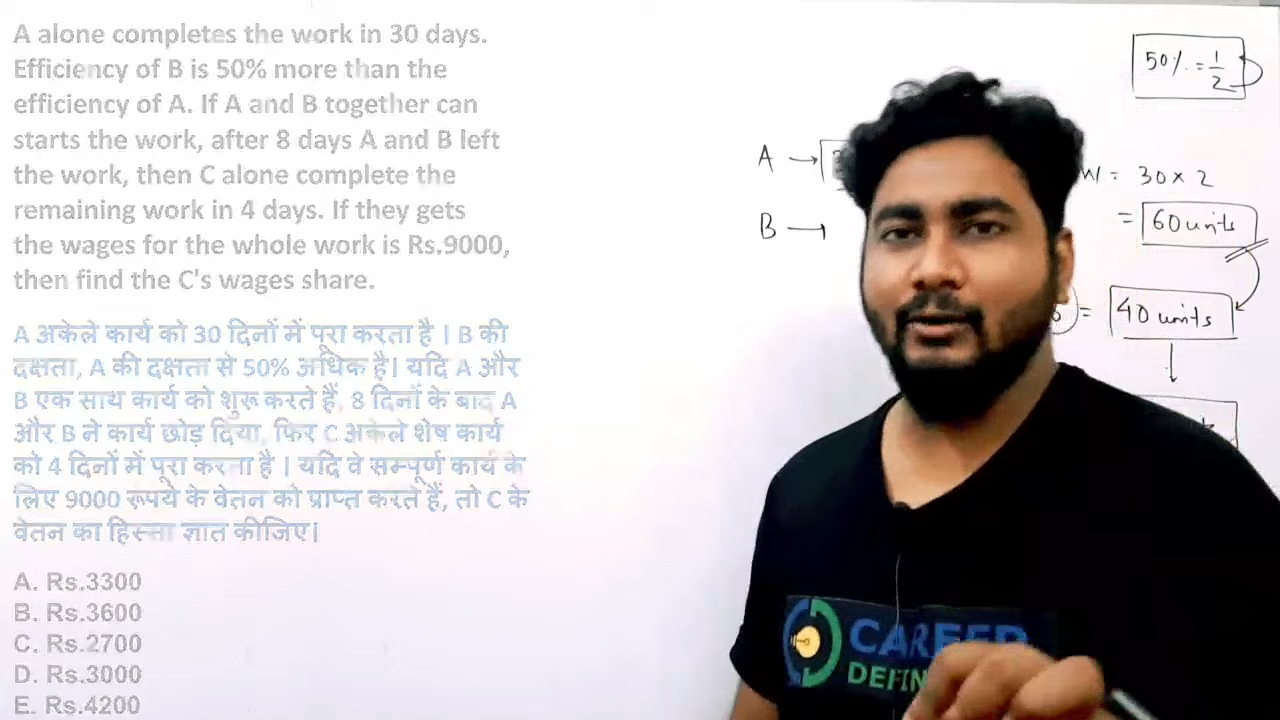 A alone completes the work in 30 days.
Efficiency of B is 50% more than the
efficiency of A. If A and B together can
starts the work, after 8 days A and B left
the work, then C alone complete the
remaining work in 4 days. If they gets
the wages for the whole work is Rs.9000,
then find the C's wages share.
A अकेले कार्य को 30 दिनों में पूरा करता है । B की
दक्षता, A की दक्षता से 50% अधिक है। यदि A और
B एक साथ कार्य को शुरू करते हैं, 8 दिनों के बाद A
और B ने कार्य छोड़ दिया, फिर C अकेले शेष कार्य
को 4 दिनों में पूरा करता है । यदि वे सम्पूर्ण कार्य के
लिए 9000 रूपये के वेतन को प्राप्त करते हैं, तो C के
वेतन का हिस्सा ज्ञात कीजिए।
A. Rs.3300
B. Rs.3600
C. Rs.2700
D. Rs.3000
E. Rs.4200
50% = 1/2
A →
B →
W = 30 × 2
= 60 units
= 40 units
CAREER